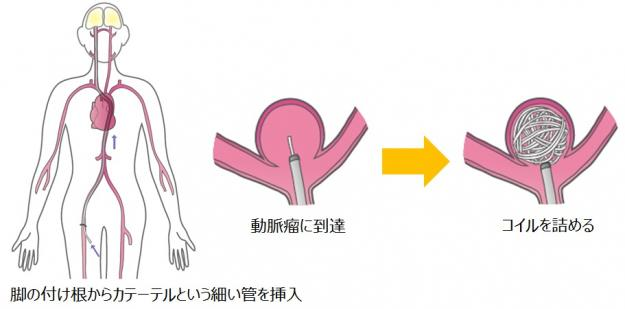 動脈瘤に到達
コイルを詰める
脚の付け根からカテーテルという細い管を挿入